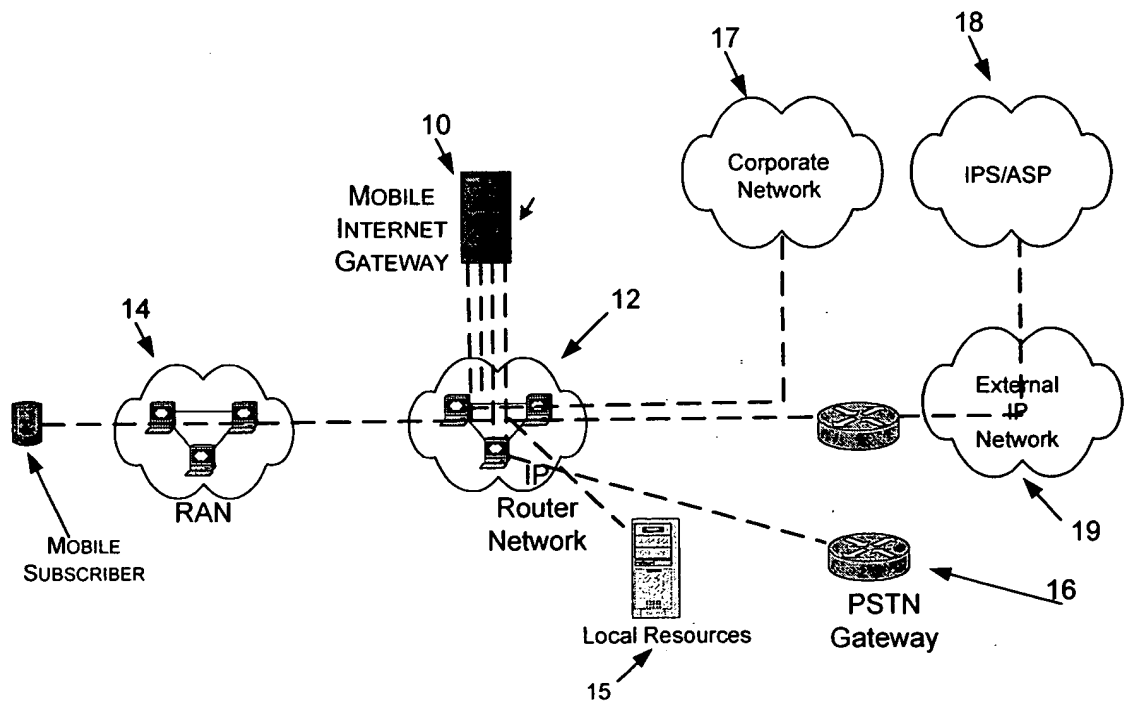 17
18
10
Corporate
Network
IPS/ASP
MOBILE
INTERNET
GATEWAY
14
12
External
IP
Network
RAN
IP
Router
Network
19
MOBILE
SUBSCRIBER
16
PSTN
Gateway
Local Resources
15